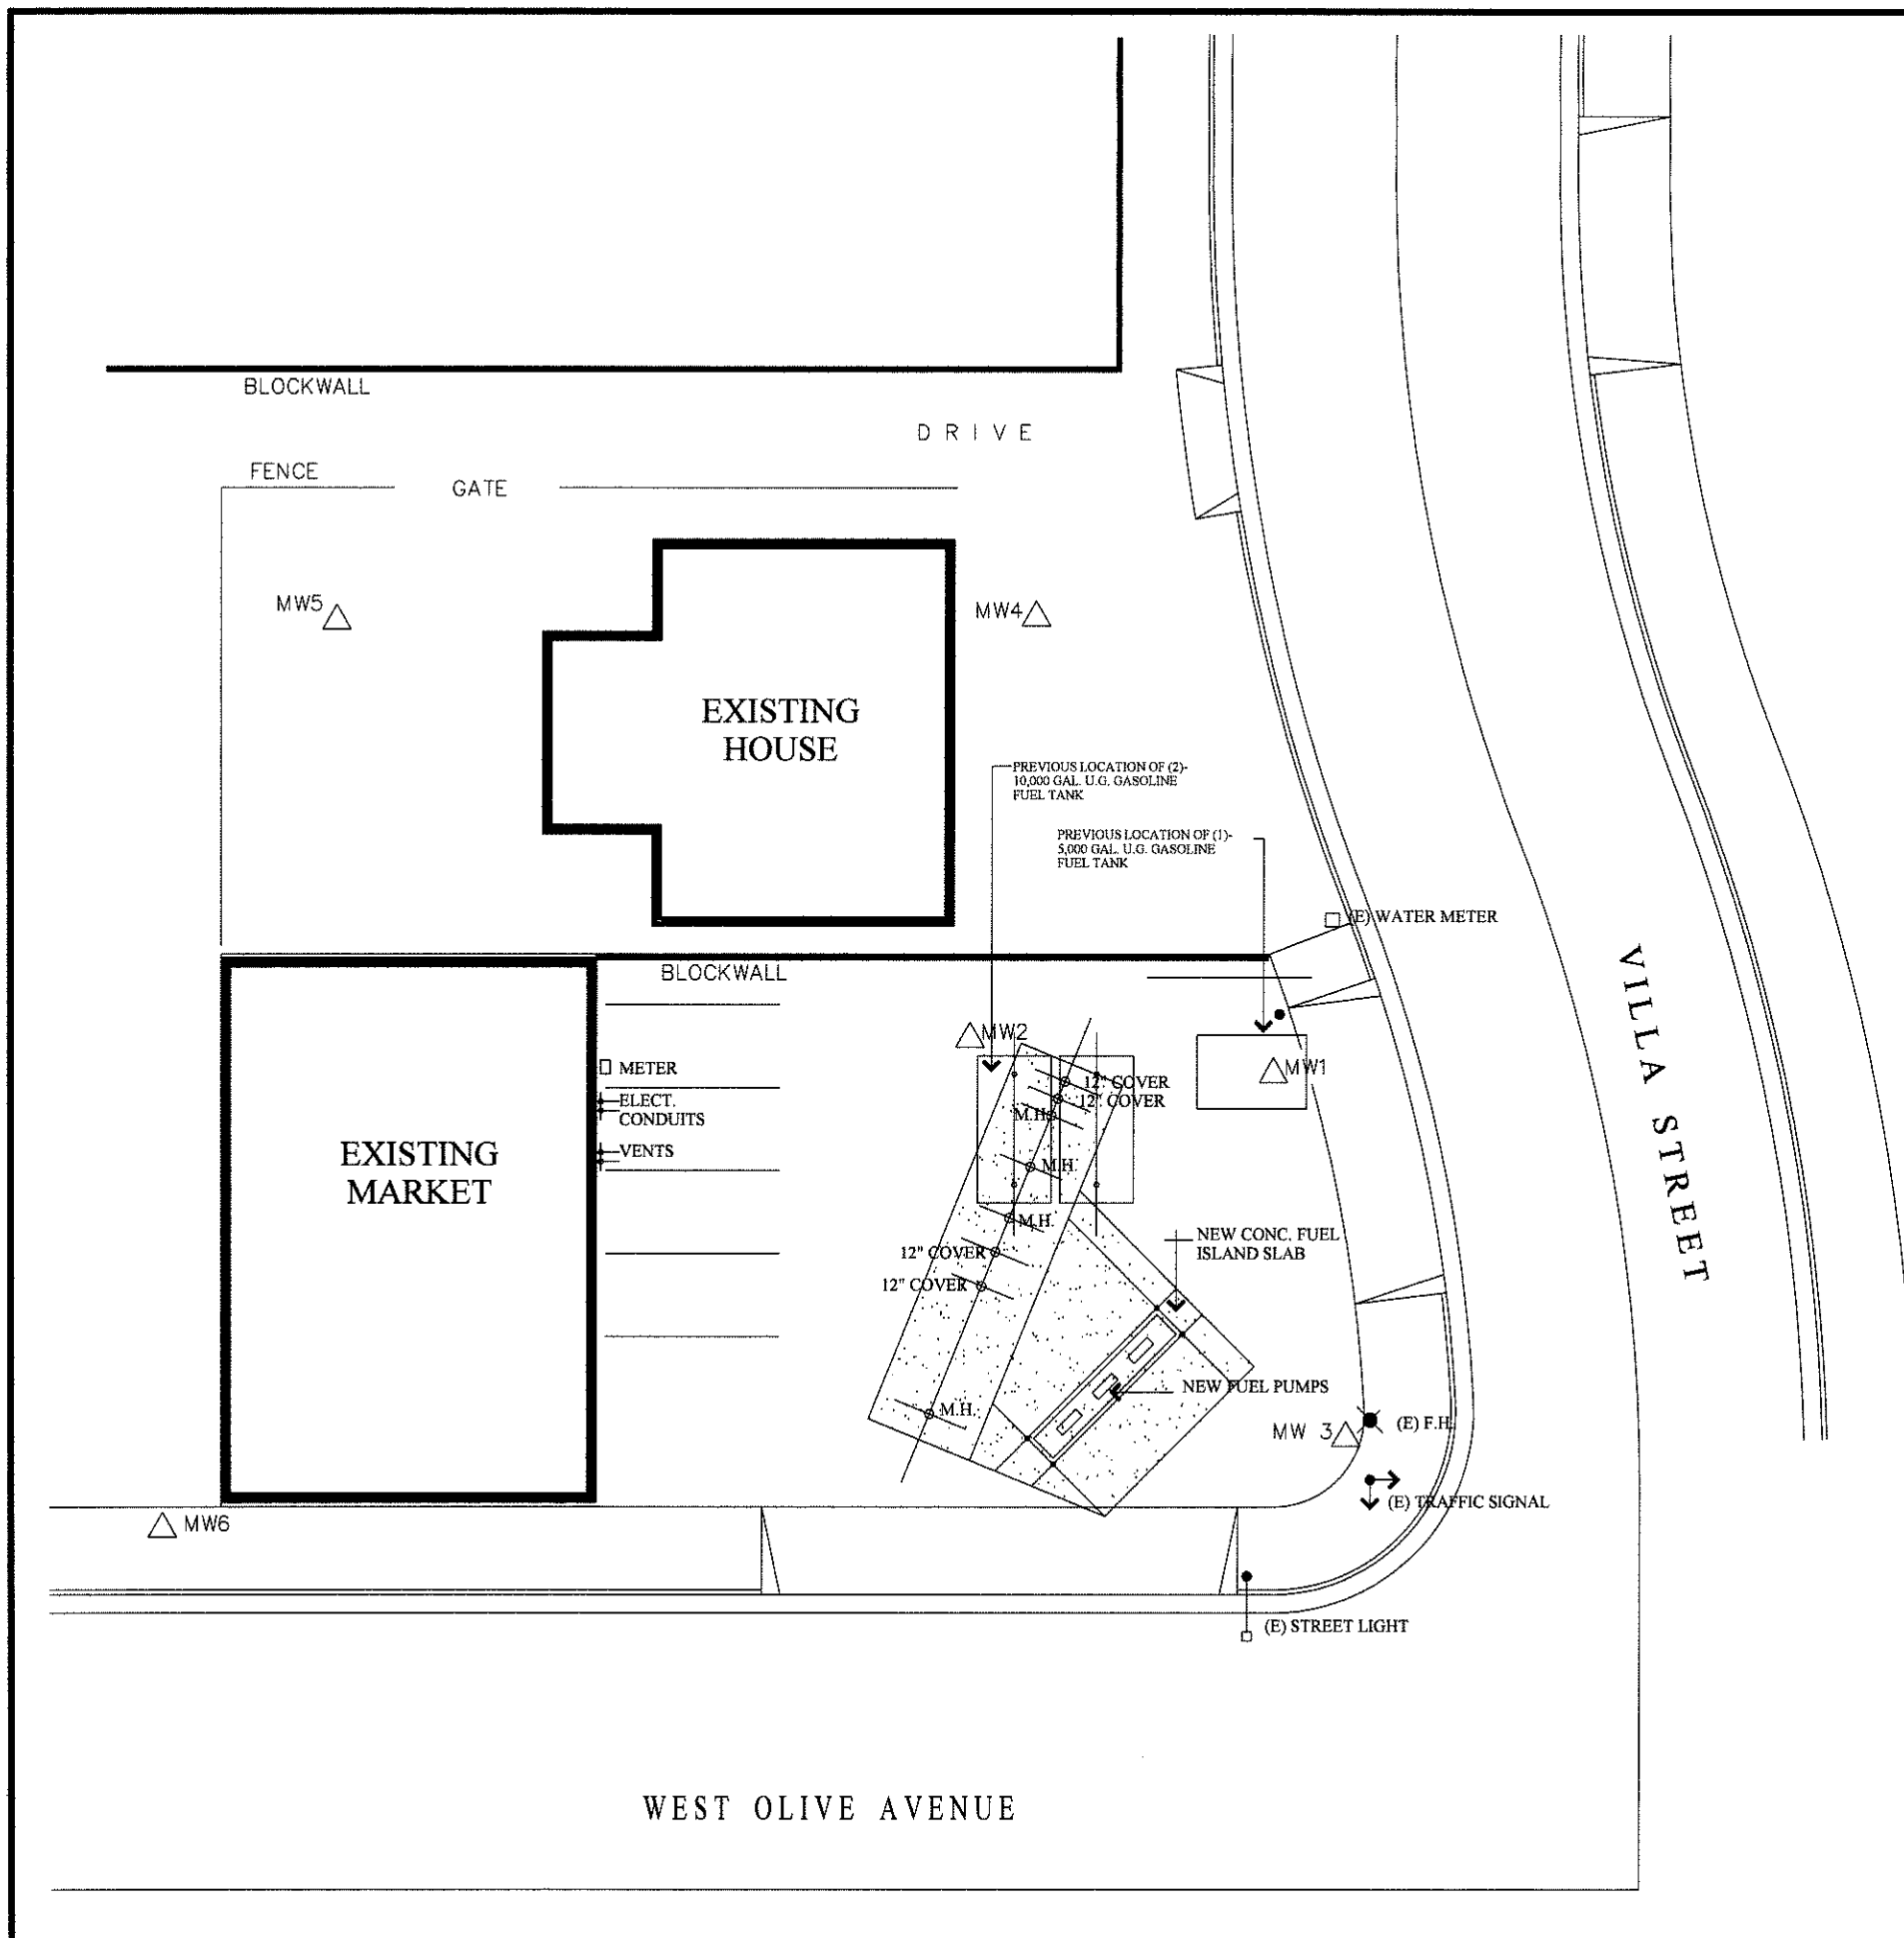 BLOCKWALL
DRIVE
FENCE
GATE
MW5
MW4
EXISTING
HOUSE
PREVIOUS LOCATION OF (2)-
10,000 GAL. U.G. GASOLINE
FUEL TANK
PREVIOUS LOCATION OF (1)-
5,000 GAL. U.G. GASOLINE
FUEL TANK
(E) WATER METER
BLOCKWALL
VILLA STREET
MW2
MW1
METER
12" COVER
12" COVER
ELECT.
CONDUITS
M.H.
VENTS
EXISTING
MARKET
M.H.
M.H.
NEW CONC. FUEL
ISLAND SLAB
12" COVER
12" COVER
NEW FUEL PUMPS
M.H.
MW 3
(E) F.H.
(E) TRAFFIC SIGNAL
MW6
(E) STREET LIGHT
WEST OLIVE AVENUE